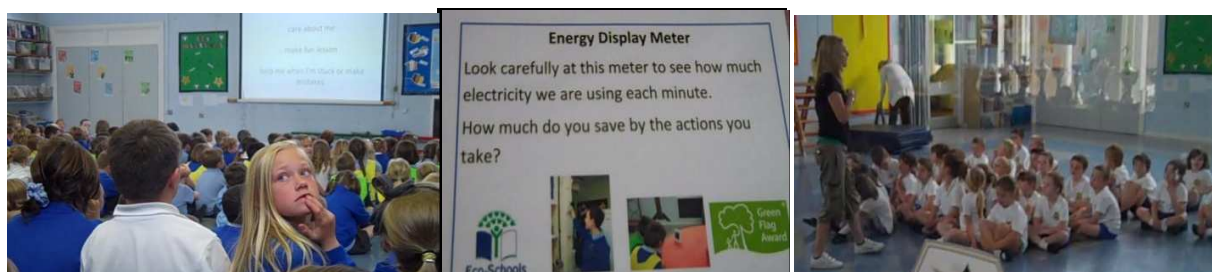 care about me
make fun lessons
help me when I'm stuck or make
mistakes
Energy Display Meter
Look carefully at this meter to see how much
electricity we are using each minute.
How much do you save by the actions you
take?
Eco-Schools
Green
Flag
Award